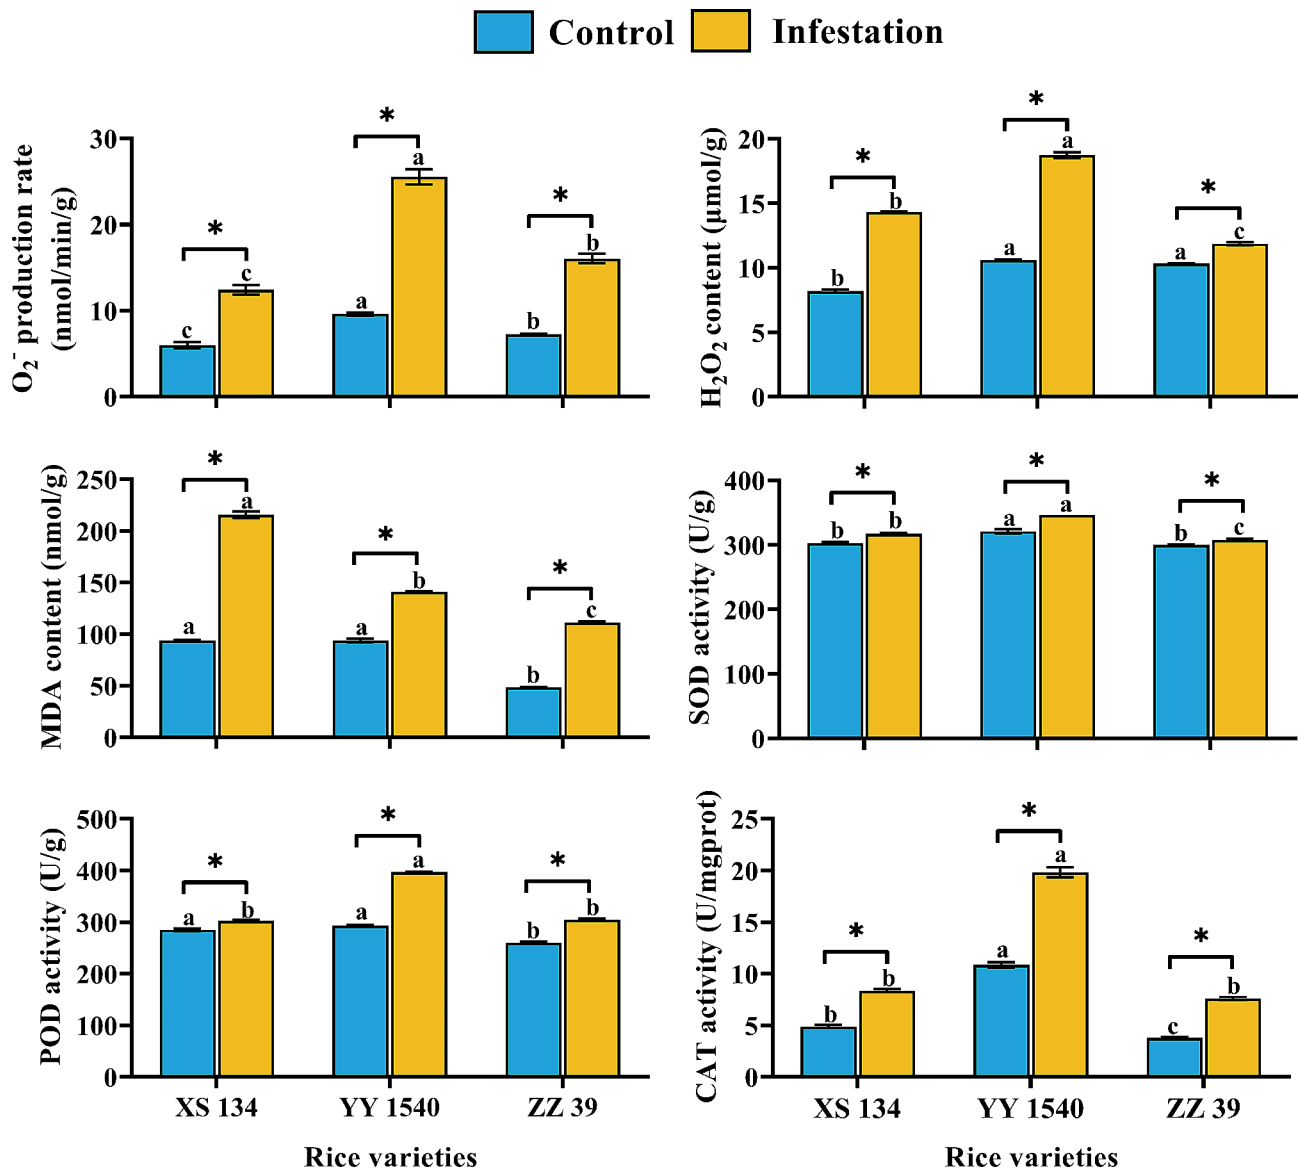 Control Infestation
O₂⁻ production rate
(nmol/min/g)
30
20
10
0
*
*
*
c
c
a
a
b
b
H₂O₂ content (μmol/g)
20
15
10
5
0
*
*
*
b
b
a
a
a
c
MDA content (nmol/g)
250
200
150
100
50
0
*
*
*
a
a
a
b
b
c
SOD activity (U/g)
400
300
200
100
0
*
*
*
b
b
a
a
b
c
POD activity (U/g)
500
400
300
200
100
0
*
*
*
a
b
a
a
b
b
XS 134 YY 1540 ZZ 39
Rice varieties
CAT activity (U/mgprot)
25
20
15
10
5
0
*
*
*
b
b
a
a
c
b
XS 134 YY 1540 ZZ 39
Rice varieties